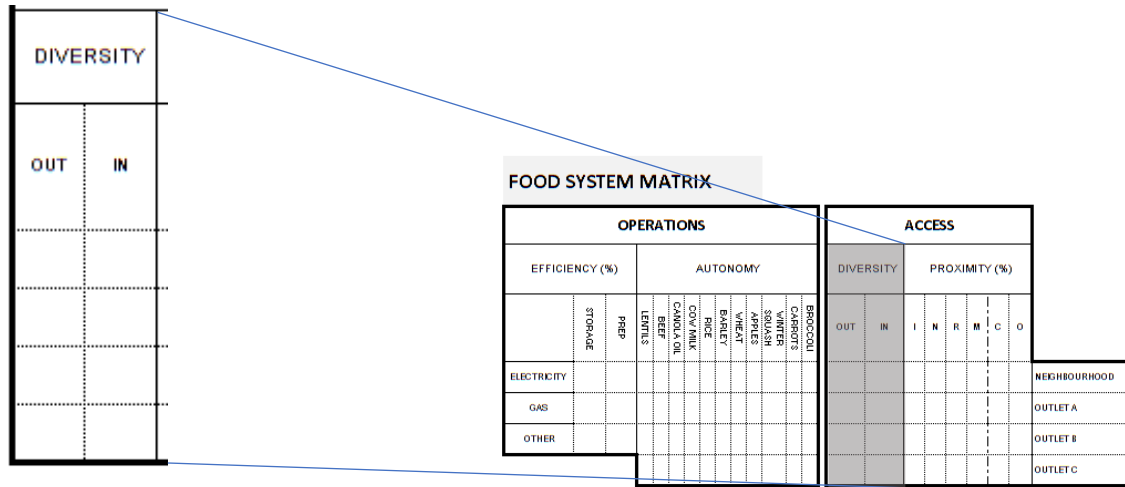 DIVERSITY
OUT IN
FOOD SYSTEM MATRIX
OPERATIONS ACCESS
EFFICIENCY (%) AUTONOMY DIVERSITY PROXIMITY (%)
STORAGE
PREP
LENTILS
BEEF
CANOLA OIL
COW MILK
RICE
BARLEY
WHEAT
APPLES
WINTER
SQUASH
CARROTS
BROCCOLI
OUT IN I N R M C O
ELECTRICITY NEIGHBOURHOOD
GAS OUTLET A
OTHER OUTLET B
OUTLET C